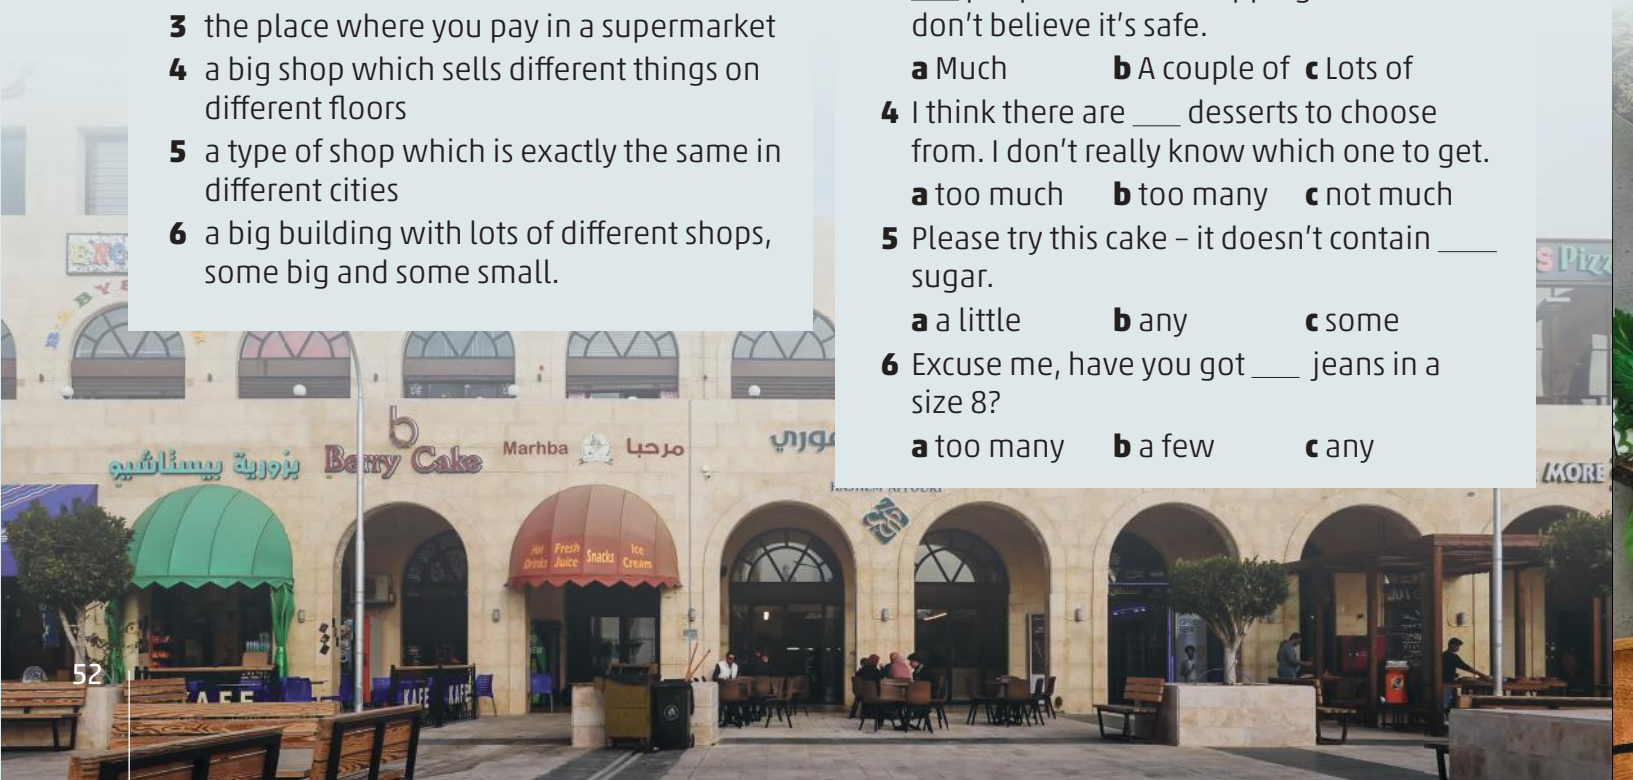 3 the place where you pay in a supermarket
4 a big shop which sells different things on
different floors
5 a type of shop which is exactly the same in
different cities
6 a big building with lots of different shops,
some big and some small.
don't believe it's safe.
a Much b A couple of c Lots of
4 I think there are ___ desserts to choose
from. I don't really know which one to get.
a too much b too many c not much
5 Please try this cake – it doesn't contain ____
sugar.
a a little b any c some
6 Excuse me, have you got ___ jeans in a
size 8?
a too many b a few c any
بزورية بيستاشيو
b
Berry Cake
Marhba مرحبا
Hot Drinks
Fresh Juice
Snacks
Ice Cream
Pizz
MORE
KAFE KAFE
52